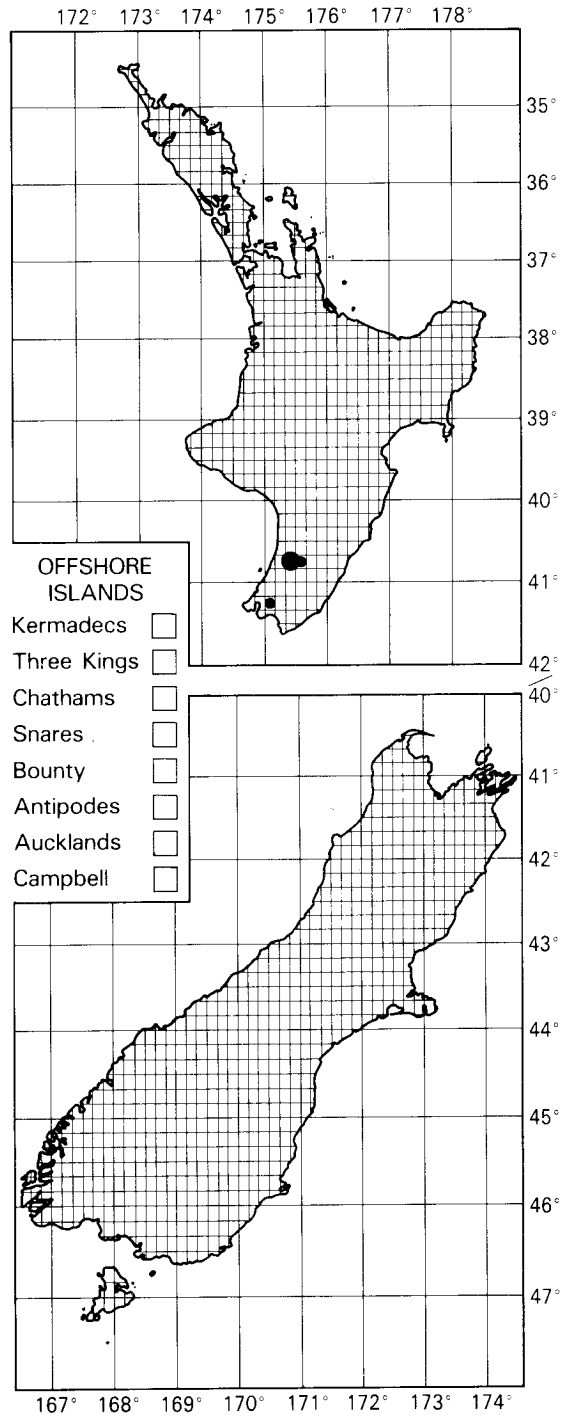 172° 173° 174° 175° 176° 177° 178°
35°
36°
37°
38°
39°
40°
41°
42°
OFFSHORE
ISLANDS
Kermadecs
Three Kings
Chathams
Snares
Bounty
Antipodes
Aucklands
Campbell
40°
41°
42°
43°
44°
45°
46°
47°
167° 168° 169° 170° 171° 172° 173° 174°